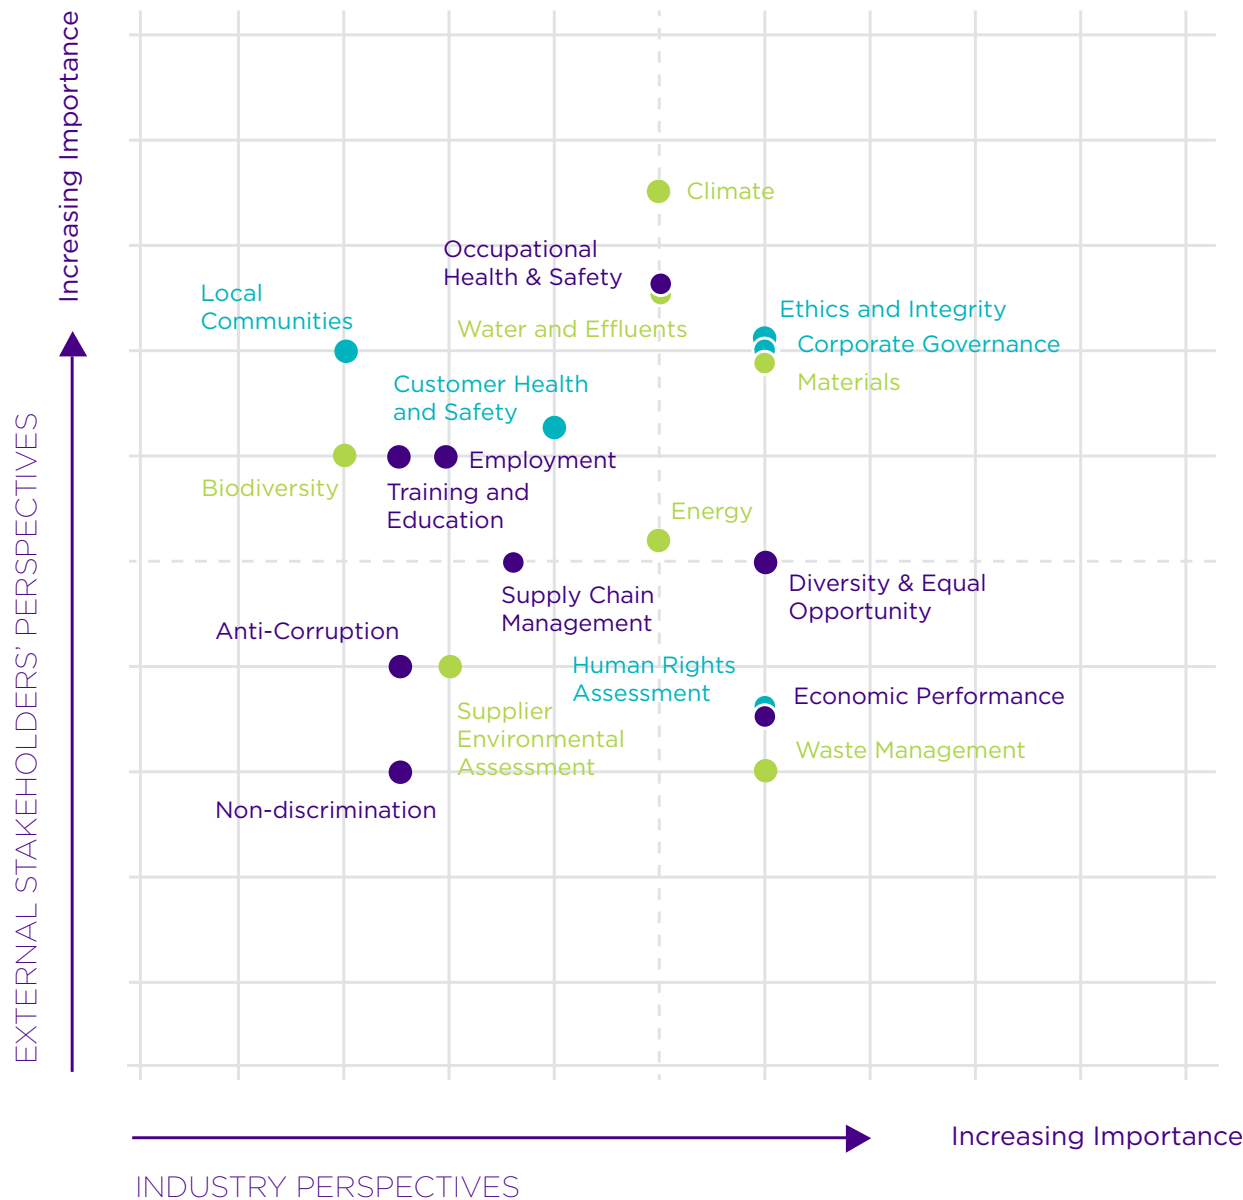 Increasing Importance
EXTERNAL STAKEHOLDERS' PERSPECTIVES
Climate
Occupational
Health & Safety
Local
Communities
Water and Effluents
Ethics and Integrity
Corporate Governance
Materials
Customer Health
and Safety
Employment
Biodiversity
Training and
Education
Energy
Supply Chain
Management
Diversity & Equal
Opportunity
Anti-Corruption
Human Rights
Assessment
Economic Performance
Supplier
Environmental
Assessment
Waste Management
Non-discrimination
Increasing Importance
INDUSTRY PERSPECTIVES